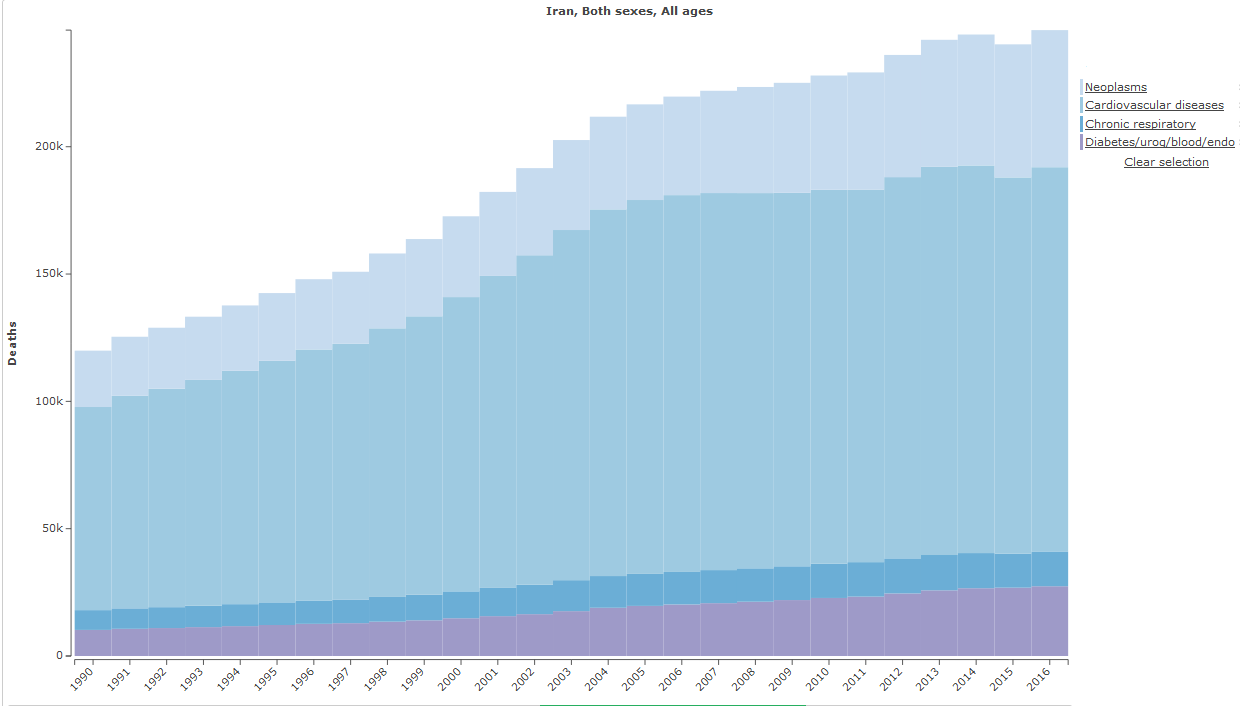 Iran, Both sexes, All ages
Neoplasms
Cardiovascular diseases
Chronic respiratory
Diabetes/urog/blood/endo
Clear selection
Deaths
200k
150k
100k
50k
0
1990 1991 1992 1993 1994 1995 1996 1997 1998 1999 2000 2001 2002 2003 2004 2005 2006 2007 2008 2009 2010 2011 2012 2013 2014 2015 2016